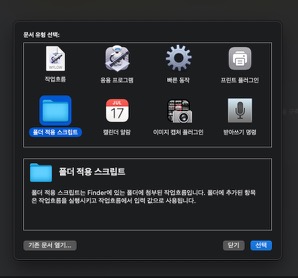 문서 유형 선택:
작업흐름
응용 프로그램
빠른 동작
프린트 플러그인
폴더 적용 스크립트
JUL
17
캘린더 알람
이미지 캡처 플러그인
받아쓰기 명령
폴더 적용 스크립트
폴더 적용 스크립트는 Finder에 있는 폴더에 첨부된 작업흐름입니다. 폴더에 추가된 항목
은 작업흐름을 실행시키고 작업흐름에서 입력 값으로 사용됩니다.
기존 문서 열기...
닫기
선택